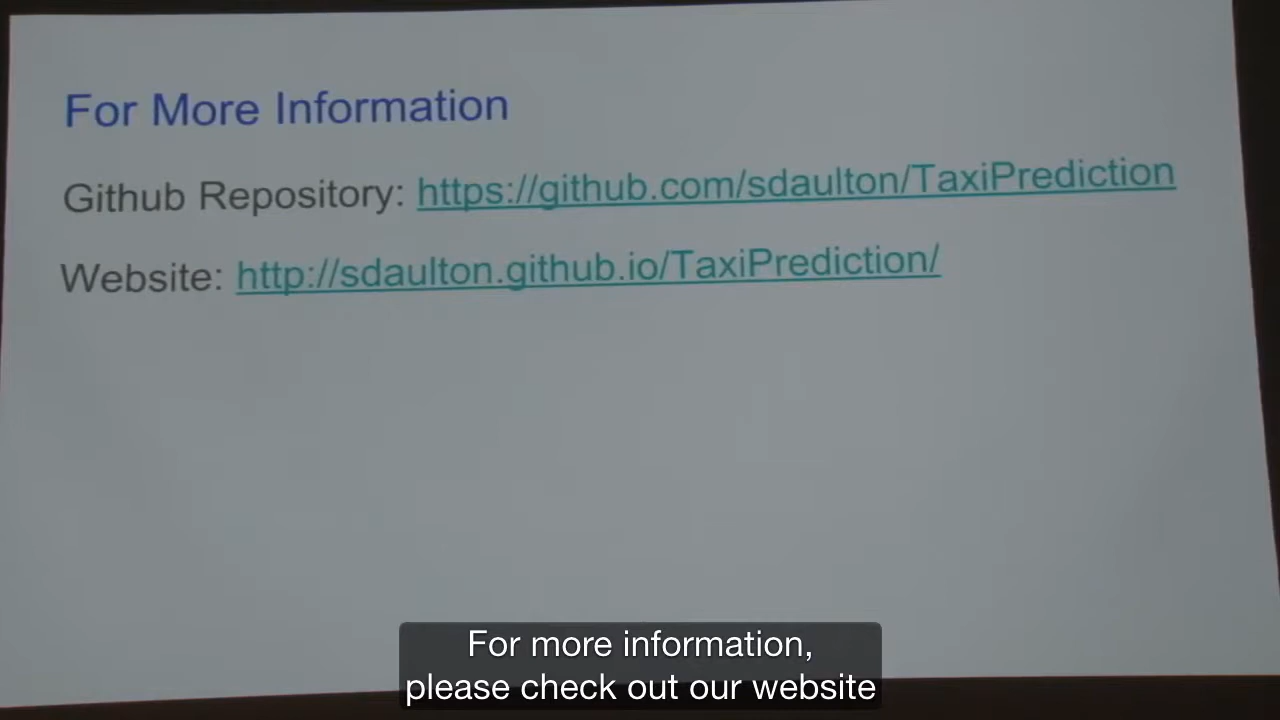 For More Information
Github Repository: https://github.com/sdaulton/TaxiPrediction
Website: http://sdaulton.github.io/TaxiPrediction/
For more information,
please check out our website